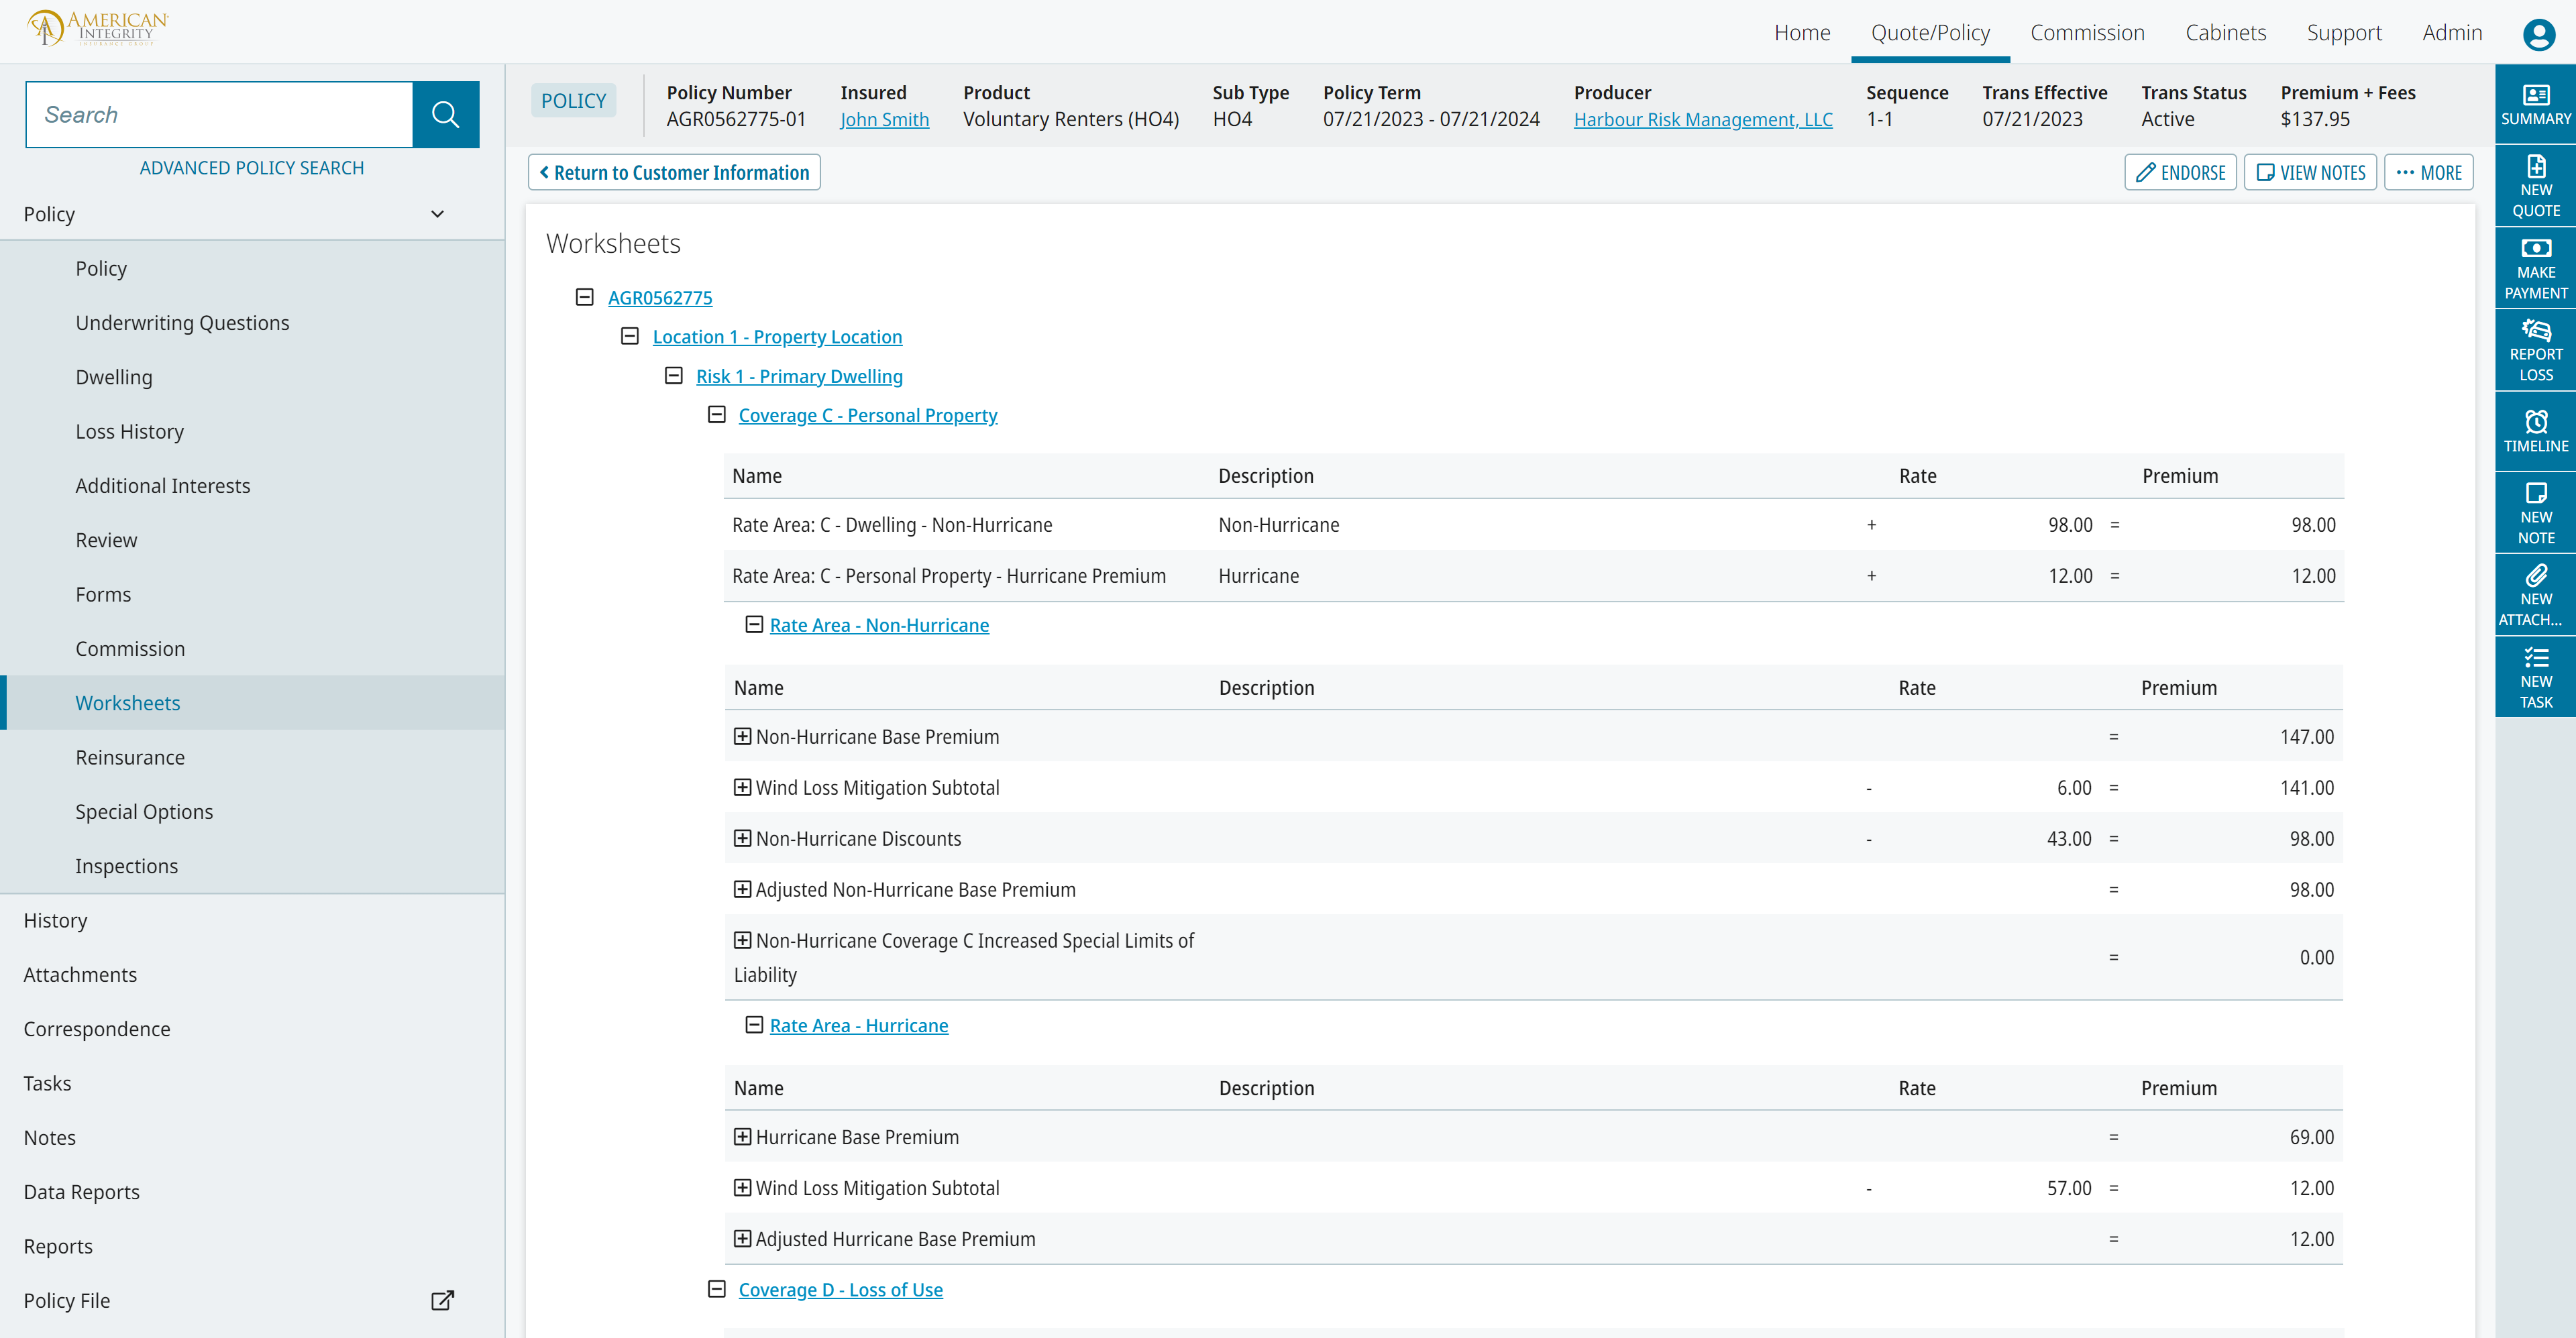 AMERICAN
INTEGRITY
INSURANCE GROUP
Home
Quote/Policy
Commission
Cabinets
Support
Admin
Search
ADVANCED POLICY SEARCH
Policy
Policy
Underwriting Questions
Dwelling
Loss History
Additional Interests
Review
Forms
Commission
Worksheets
Reinsurance
Special Options
Inspections
History
Attachments
Correspondence
Tasks
Notes
Data Reports
Reports
Policy File
POLICY
Policy Number Insured Product Sub Type Policy Term Producer Sequence Trans Effective Trans Status Premium + Fees
AGR0562775-01 John Smith Voluntary Renters (HO4) HO4 07/21/2023 - 07/21/2024 Harbour Risk Management, LLC 1-1 07/21/2023 Active $137.95
Return to Customer Information
ENDORSE
VIEW NOTES
··· MORE
Worksheets
AGR0562775
Location 1 - Property Location
Risk 1 - Primary Dwelling
Coverage C - Personal Property
Name Description Rate Premium
Rate Area: C - Dwelling - Non-Hurricane Non-Hurricane + 98.00 = 98.00
Rate Area: C - Personal Property - Hurricane Premium Hurricane + 12.00 = 12.00
Rate Area - Non-Hurricane
Name Description Rate Premium
Non-Hurricane Base Premium = 147.00
Wind Loss Mitigation Subtotal - 6.00 = 141.00
Non-Hurricane Discounts - 43.00 = 98.00
Adjusted Non-Hurricane Base Premium = 98.00
Non-Hurricane Coverage C Increased Special Limits of
Liability = 0.00
Rate Area - Hurricane
Name Description Rate Premium
Hurricane Base Premium = 69.00
Wind Loss Mitigation Subtotal - 57.00 = 12.00
Adjusted Hurricane Base Premium = 12.00
Coverage D - Loss of Use
SUMMARY
NEW
QUOTE
MAKE
PAYMENT
REPORT
LOSS
TIMELINE
NEW
NOTE
NEW
ATTACH...
NEW
TASK